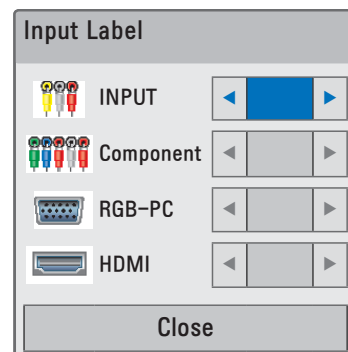 Input Label
INPUT
Component
RGB-PC
HDMI
Close